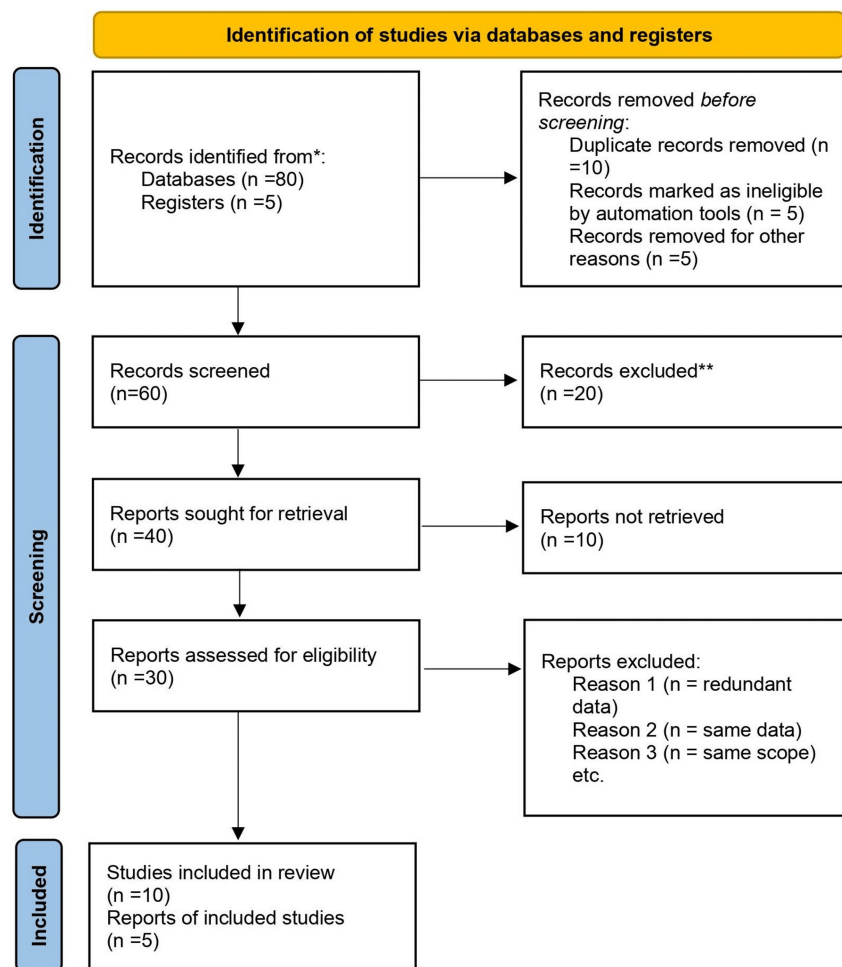 Identification of studies via databases and registers
Identification
Records identified from*:
Databases (n =80)
Registers (n =5)
Records removed before
screening:
Duplicate records removed (n
=10)
Records marked as ineligible
by automation tools (n = 5)
Records removed for other
reasons (n =5)
Screening
Records screened
(n=60)
Records excluded**
(n =20)
Reports sought for retrieval
(n =40)
Reports not retrieved
(n =10)
Reports assessed for eligibility
(n =30)
Reports excluded:
Reason 1 (n = redundant
data)
Reason 2 (n = same data)
Reason 3 (n = same scope)
etc.
Included
Studies included in review
(n =10)
Reports of included studies
(n =5)